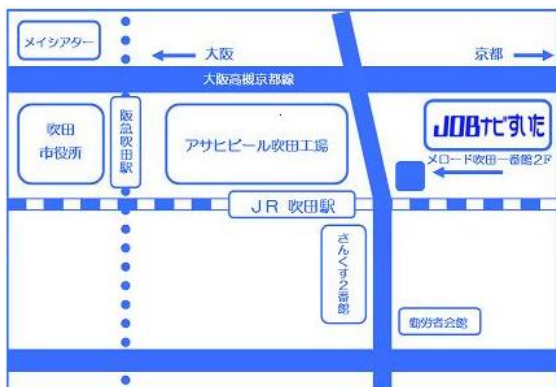 メイシアター
大阪
京都
大阪高槻京都線
吹田
市役所
阪急吹田駅
アサヒビール吹田工場
JOBナビすいた
メロード吹田一番館2F
JR 吹田駅
さんくす2番館
勤労者会館